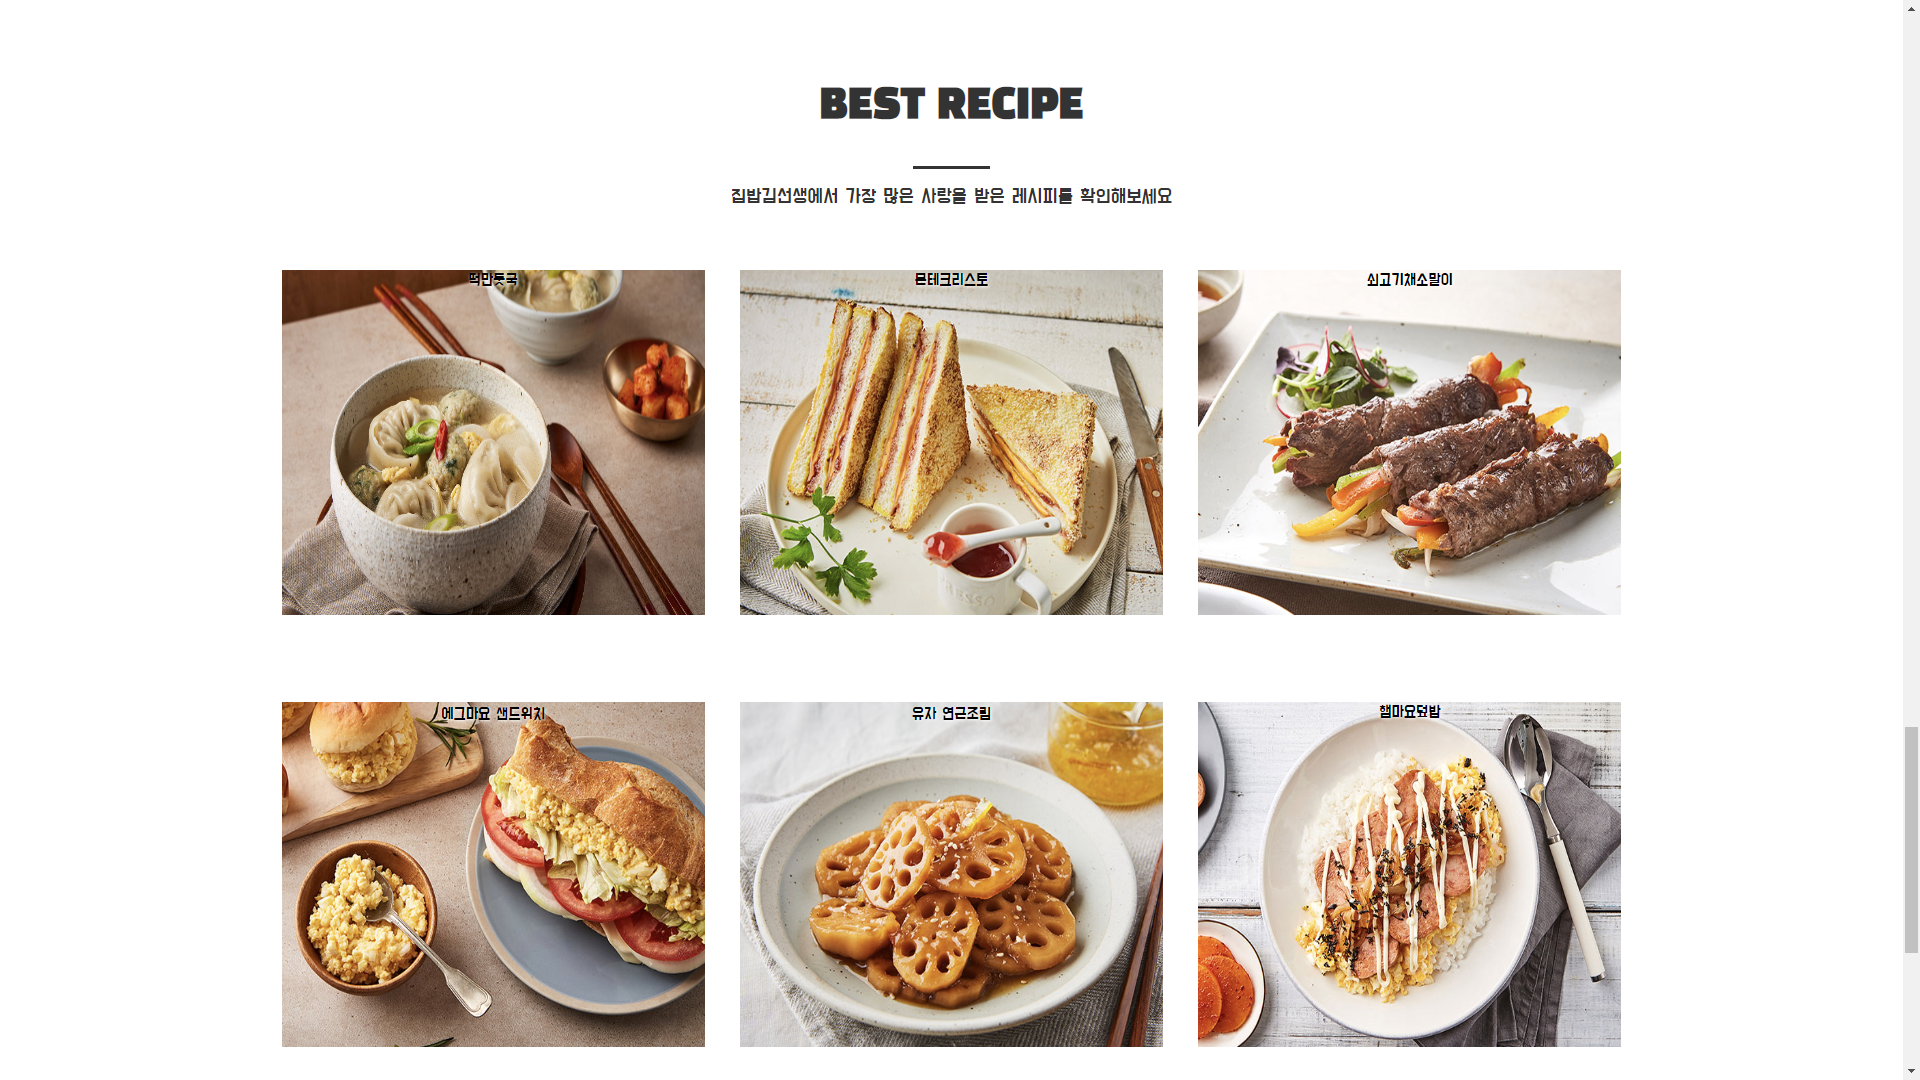 BEST RECIPE
집밥김선생에서 가장 많은 사랑을 받은 레시피를 확인해보세요
떡만둣국
몬테크리스토
쇠고기채소말이
에그마요 샌드위치
유자 연근조림
햄마요덮밥